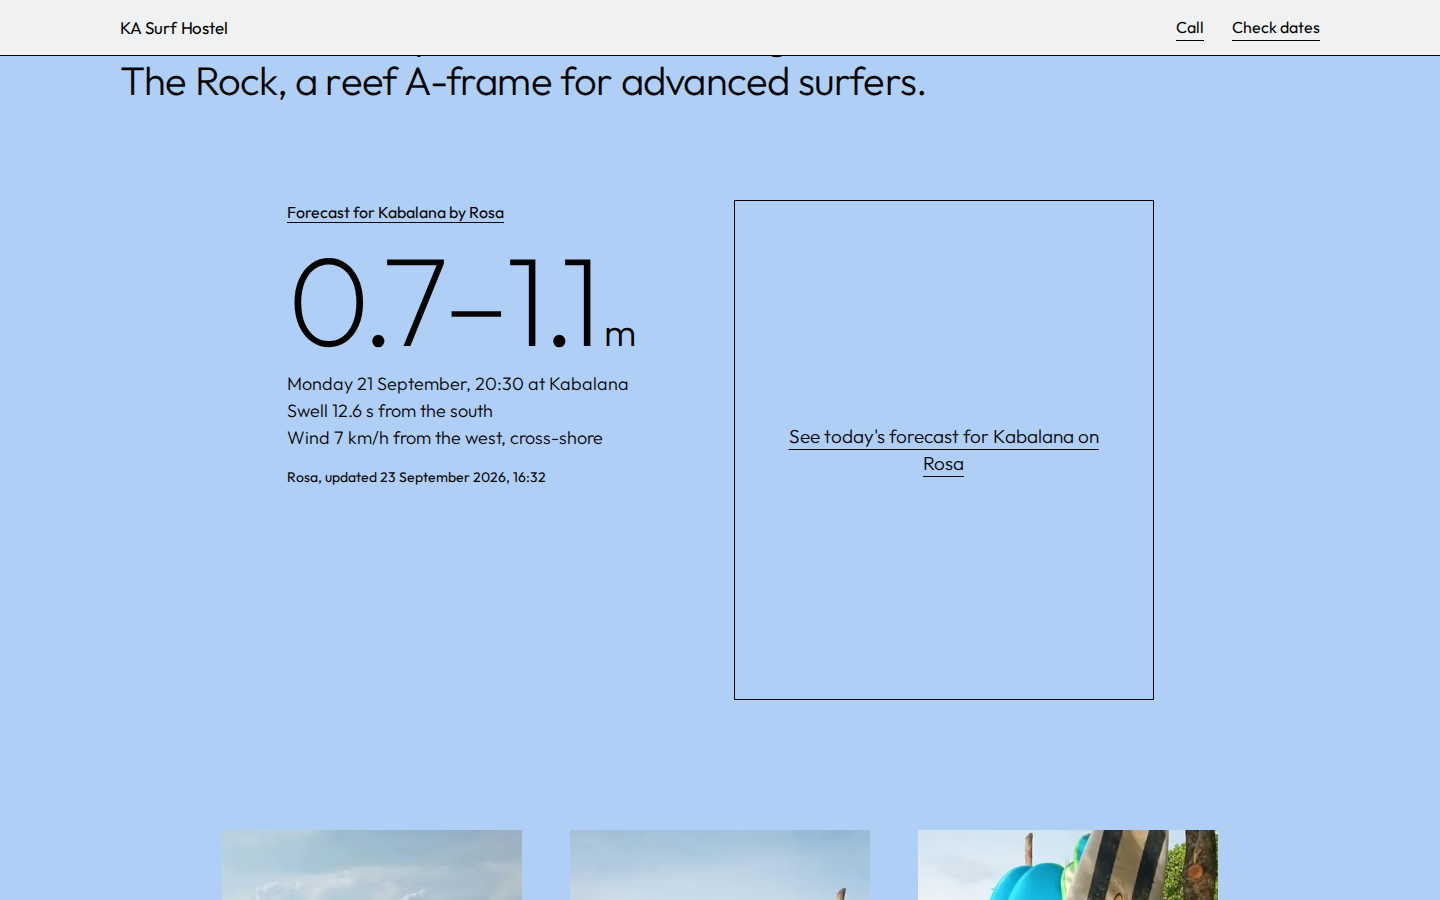 KA Surf Hostel
Call
Check dates
The Rock, a reef A-frame for advanced surfers.
Forecast for Kabalana by Rosa
0.7–1.1 m
Monday 21 September, 20:30 at Kabalana
Swell 12.6 s from the south
Wind 7 km/h from the west, cross-shore
Rosa, updated 23 September 2026, 16:32
See today's forecast for Kabalana on
Rosa